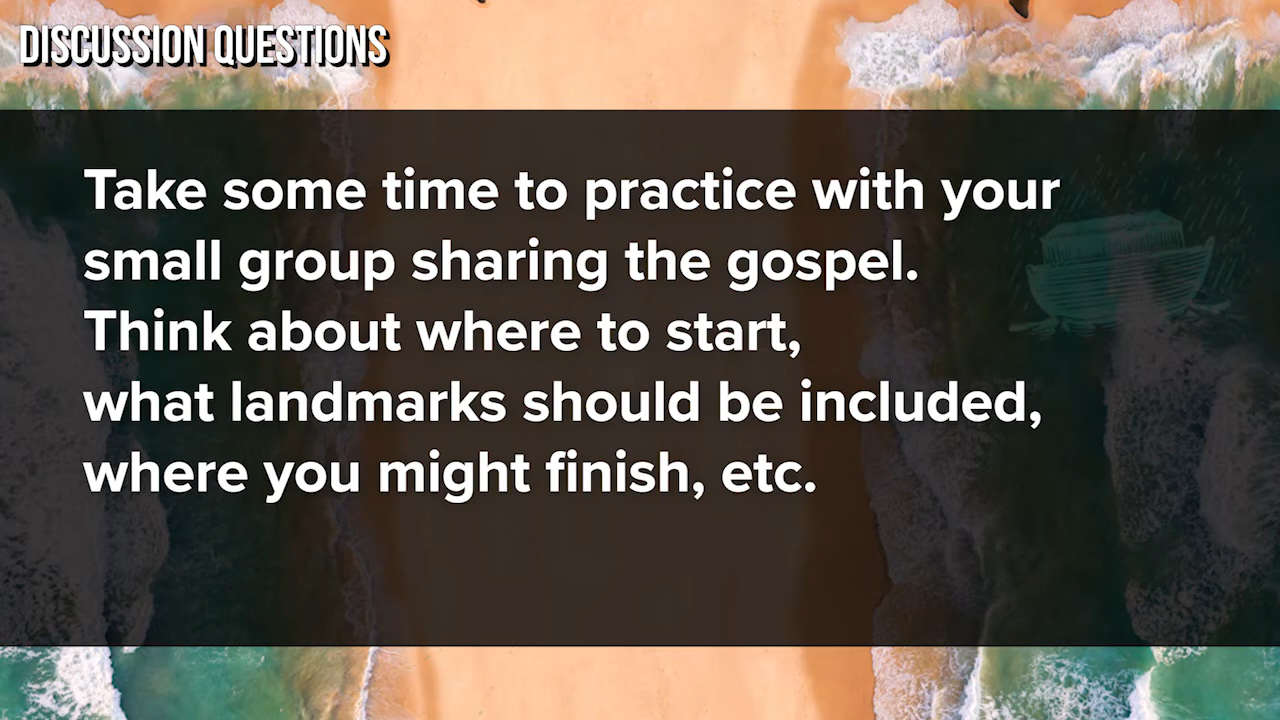 DISCUSSION QUESTIONS
Take some time to practice with your
small group sharing the gospel.
Think about where to start,
what landmarks should be included,
where you might finish, etc.